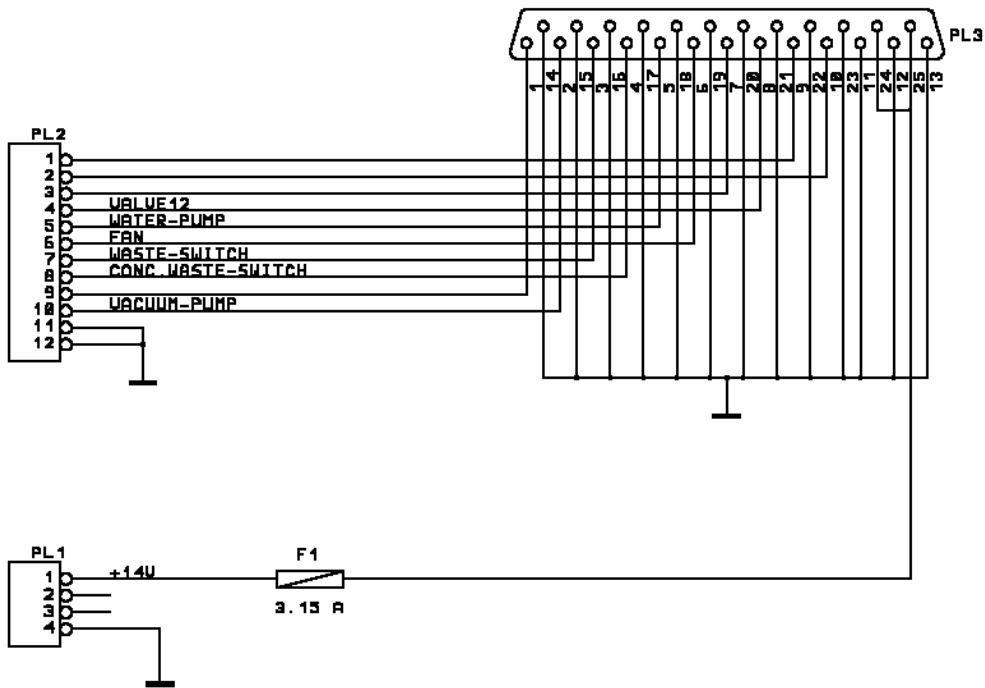 PL3
1 14 2 15 3 16 4 17 5 18 6 19 7 20 8 21 9 22 10 23 11 24 12 25 13
PL2
1
2
3
4 VALVE12
5 WATER-PUMP
6 FAN
7 WASTE-SWITCH
8 CONC.WASTE-SWITCH
9
10 VACUUM-PUMP
11
12
PL1
F1
1 +14V
2
3
3.15 A
4